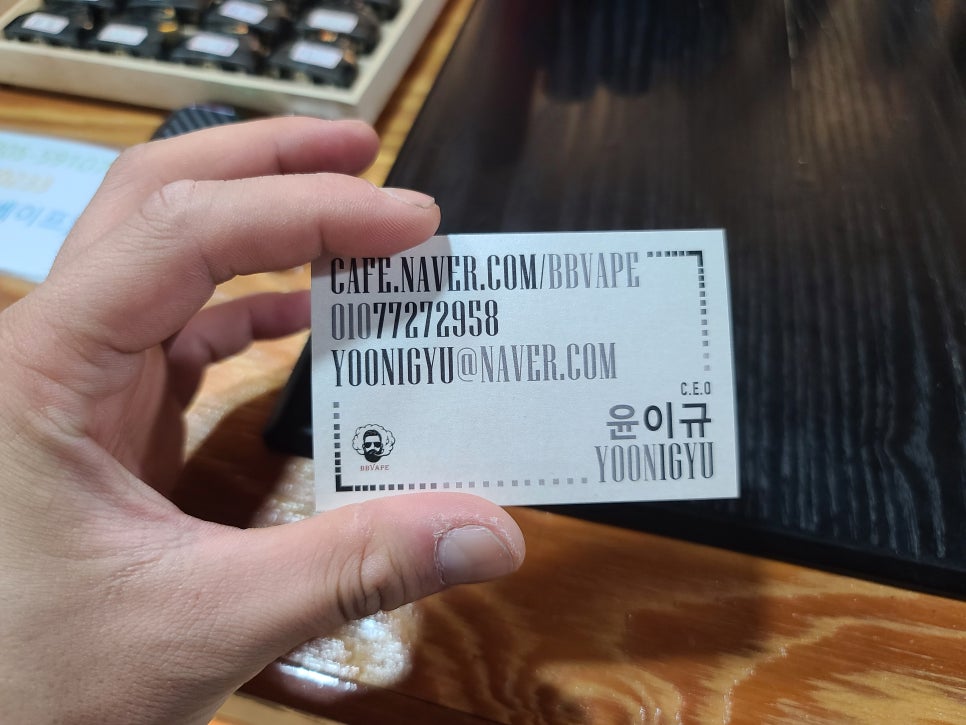 CAFE.NAVER.COM/BBVAPE
01077272958
YOONIGYU@NAVER.COM
C.E.O
윤이규
YOONIGYU
BBVAPE